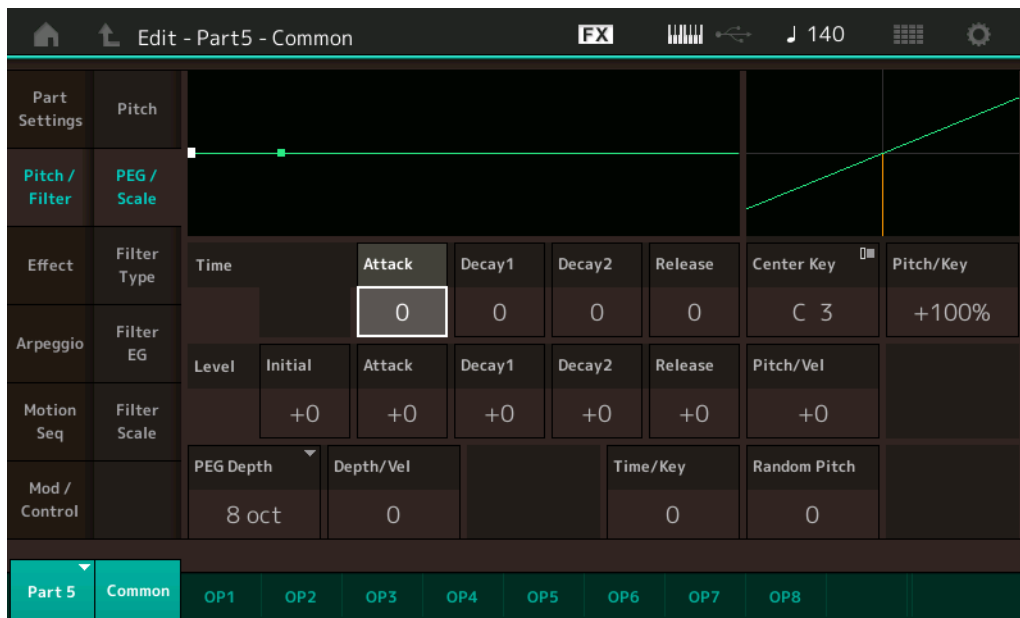 Edit - Part5 - Common
FX
♩ 140
Part Settings
Pitch
Pitch / Filter
PEG / Scale
Effect
Filter Type
Arpeggio
Filter EG
Motion Seq
Filter Scale
Mod / Control
Time
Attack
Decay1
Decay2
Release
Center Key
Pitch/Key
0
0
0
0
C 3
+100%
Level
Initial
Attack
Decay1
Decay2
Release
Pitch/Vel
+0
+0
+0
+0
+0
+0
PEG Depth
Depth/Vel
Time/Key
Random Pitch
8 oct
0
0
0
Part 5
Common
OP1
OP2
OP3
OP4
OP5
OP6
OP7
OP8